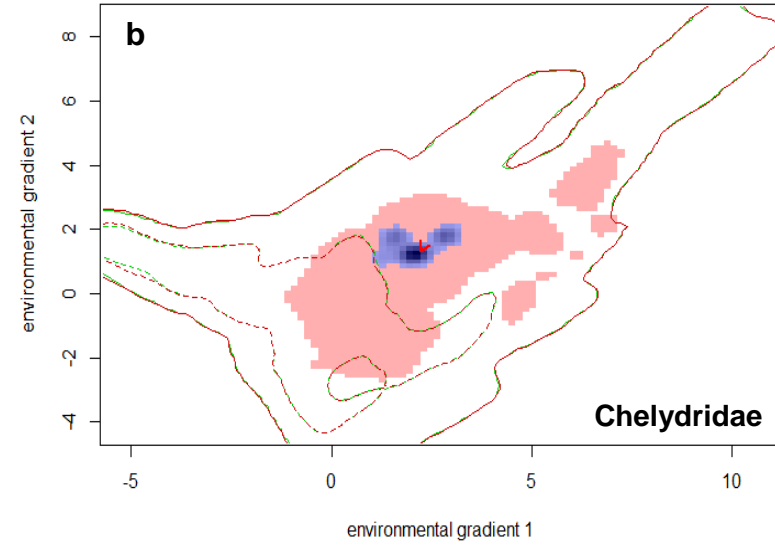 b
environmental gradient 2
8
6
4
2
0
-2
-4
Chelydridae
-5 0 5 10
environmental gradient 1